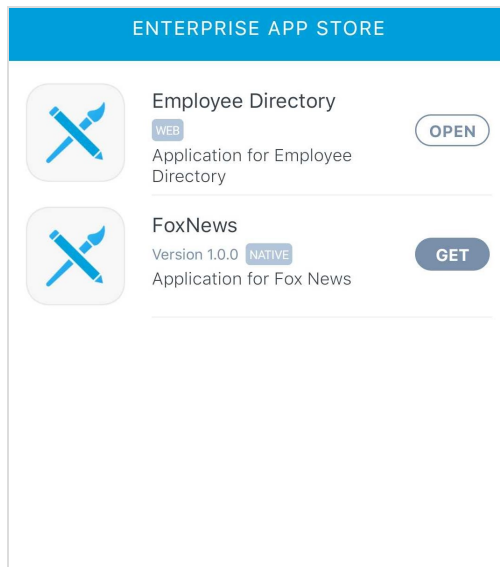 ENTERPRISE APP STORE
Employee Directory
WEB
OPEN
Application for Employee
Directory
FoxNews
Version 1.0.0 NATIVE
GET
Application for Fox News